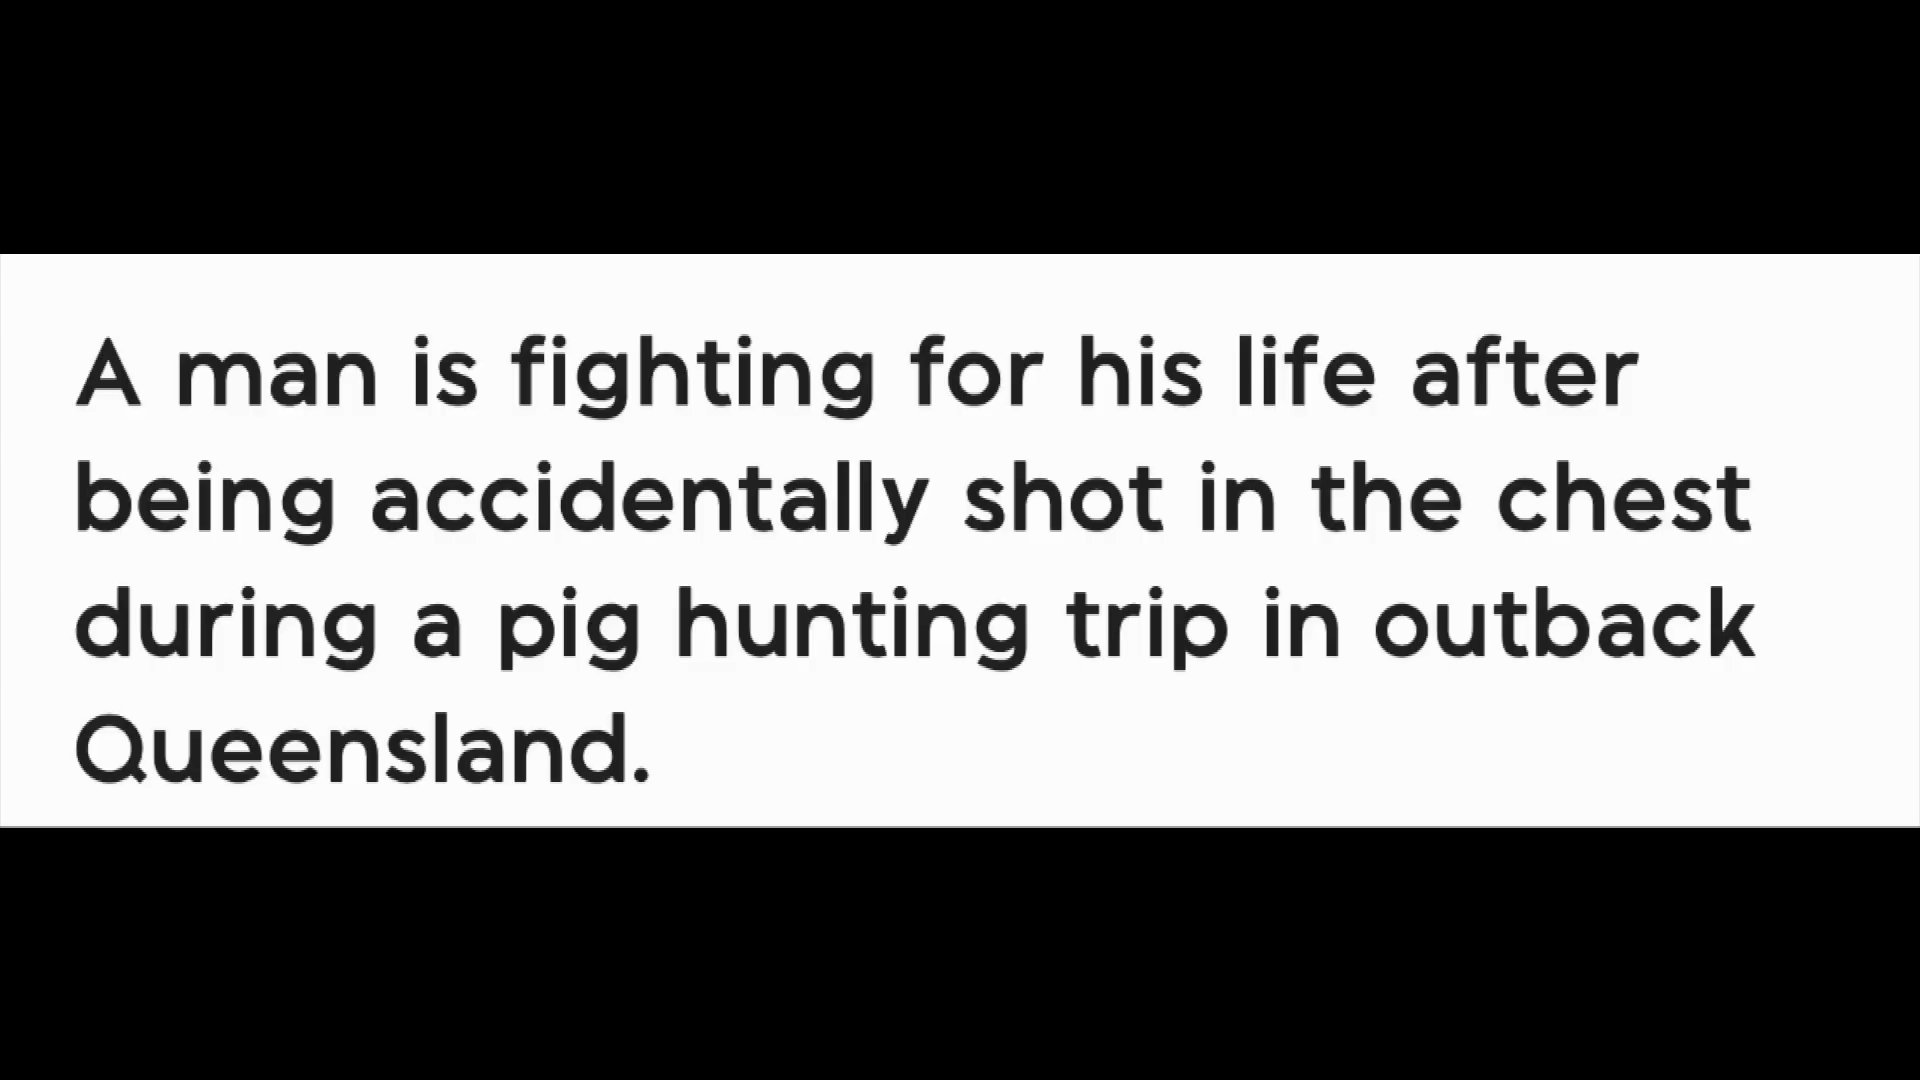 A man is fighting for his life after
being accidentally shot in the chest
during a pig hunting trip in outback
Queensland.